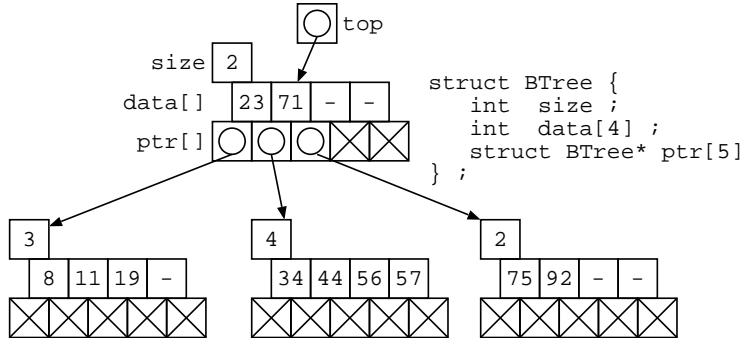 top
size 2
data[] 23 71 - -
ptr[]
struct BTree {
int size ;
int data[4] ;
struct BTree* ptr[5]
} ;
3
8 11 19 -
4
34 44 56 57
2
75 92 - -